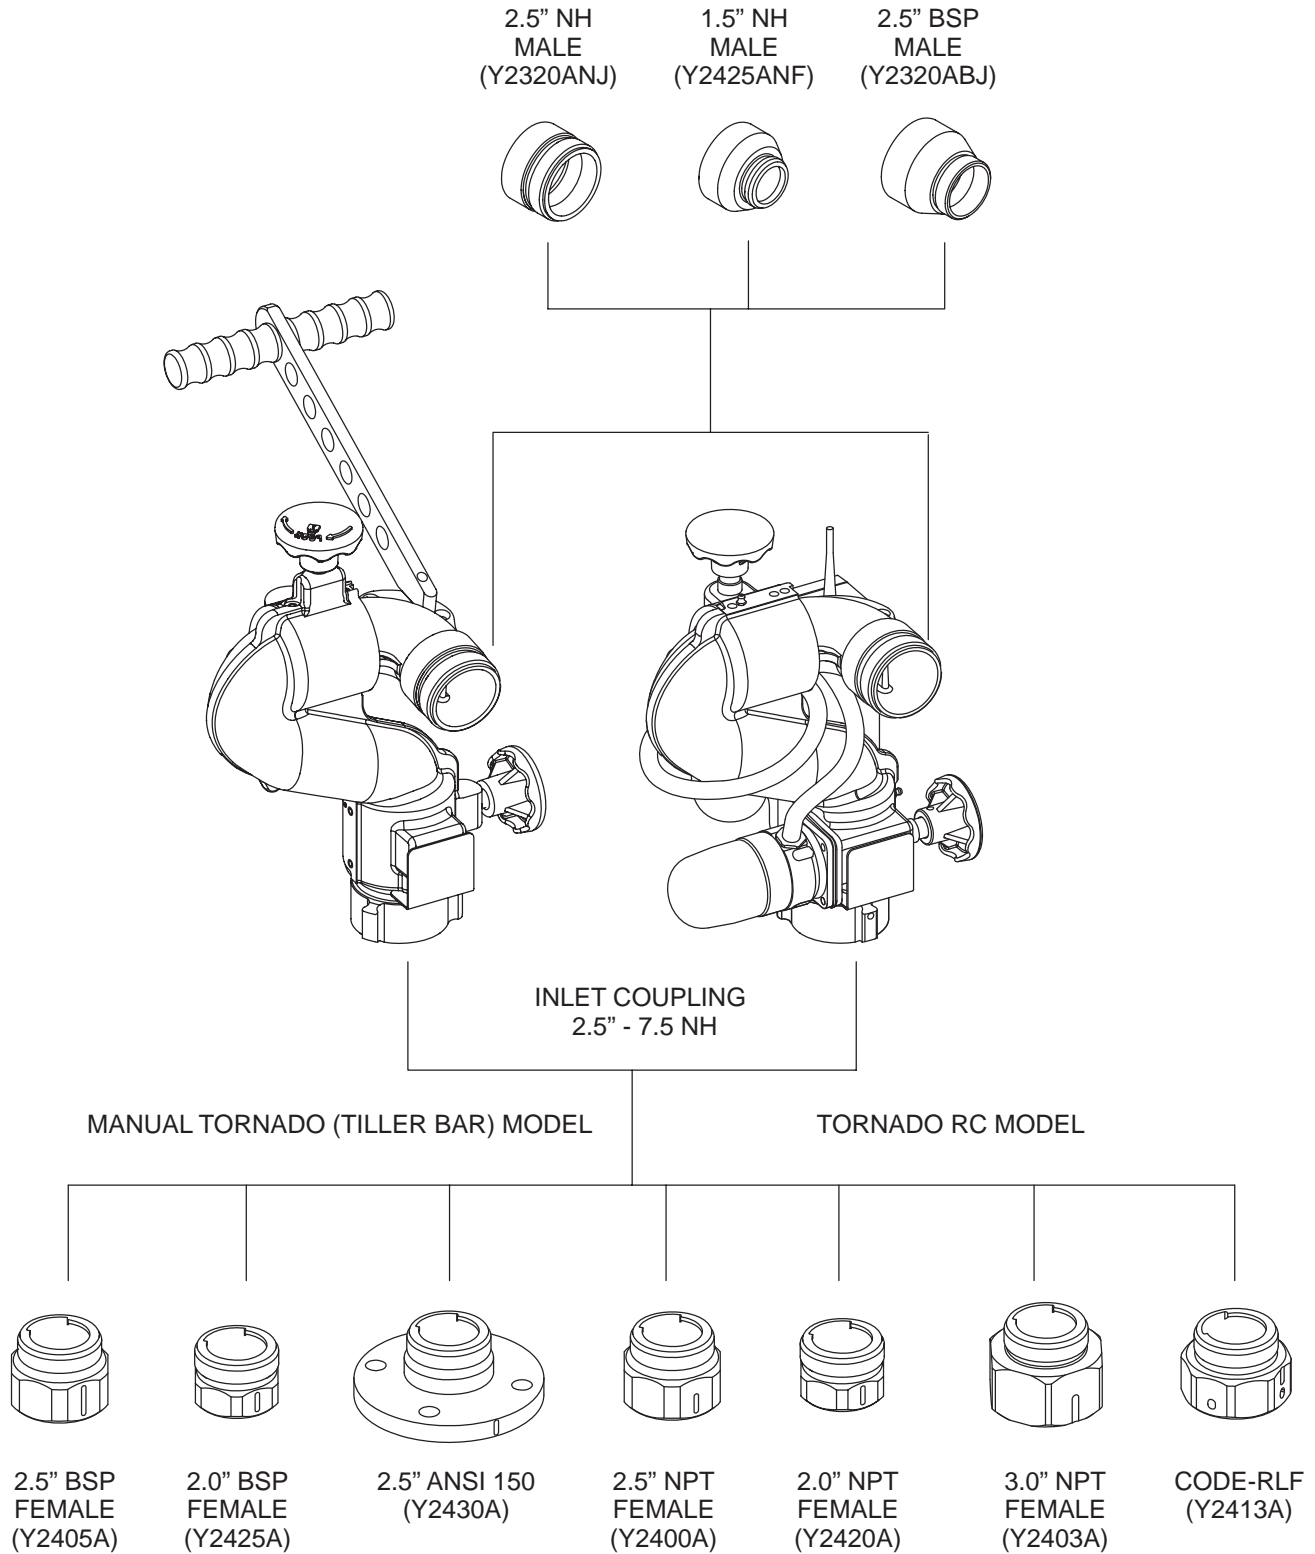 2.5” NH
MALE
(Y2320ANJ)
1.5” NH
MALE
(Y2425ANF)
2.5” BSP
MALE
(Y2320ABJ)
INLET COUPLING
2.5” - 7.5 NH
MANUAL TORNADO (TILLER BAR) MODEL
TORNADO RC MODEL
2.5” BSP
FEMALE
(Y2405A)
2.0” BSP
FEMALE
(Y2425A)
2.5” ANSI 150
(Y2430A)
2.5” NPT
FEMALE
(Y2400A)
2.0” NPT
FEMALE
(Y2420A)
3.0” NPT
FEMALE
(Y2403A)
CODE-RLF
(Y2413A)